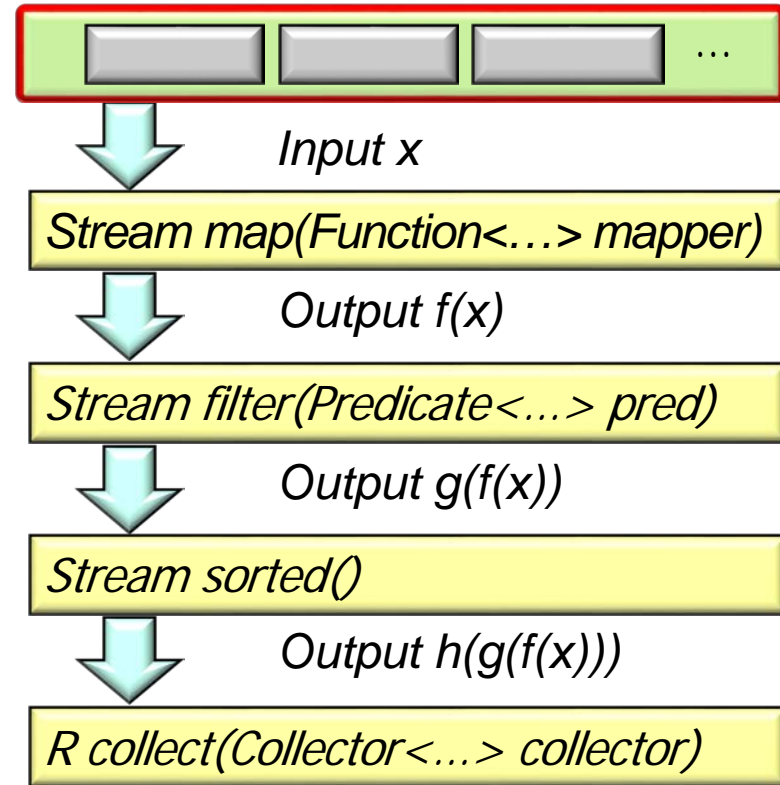 …
Input x
Stream map(Function<…> mapper)
Output f(x)
Stream filter(Predicate<…> pred)
Output g(f(x))
Stream sorted()
Output h(g(f(x)))
R collect(Collector<…> collector)